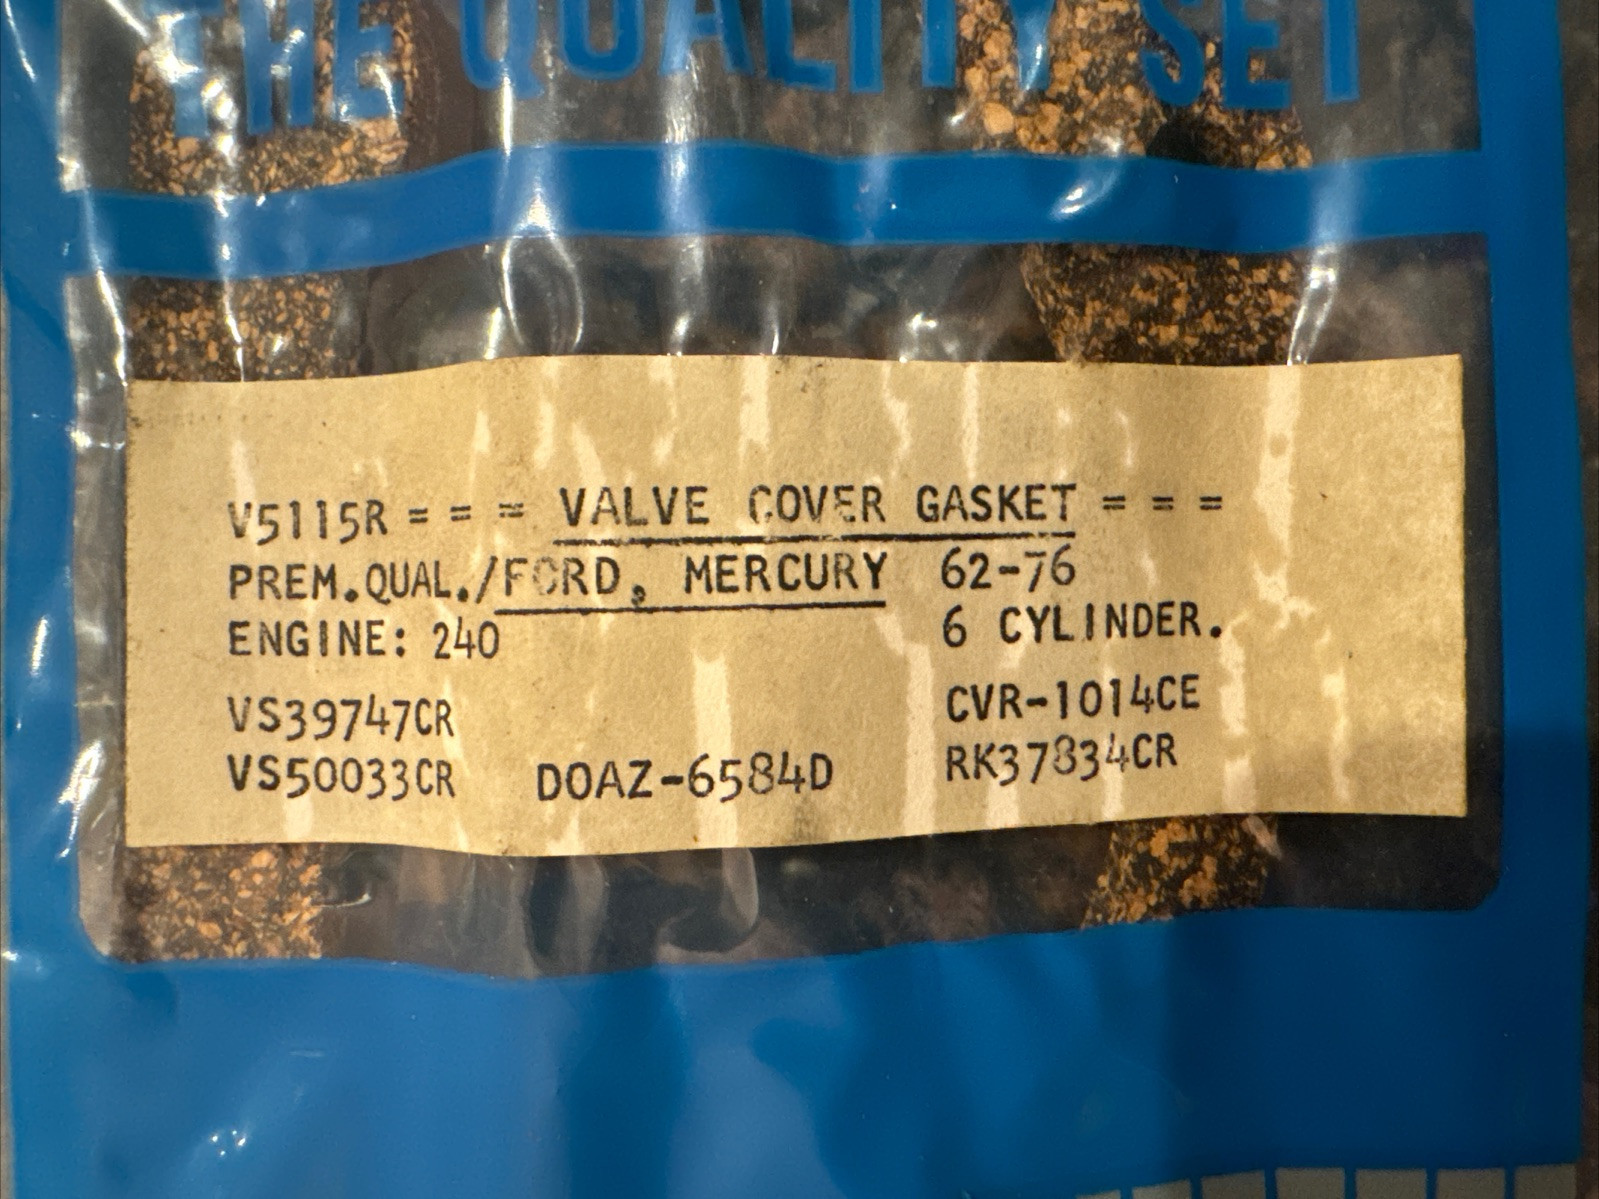 THE QUALITY SET
V5115R = = = VALVE COVER GASKET = = =
PREM.QUAL./FORD, MERCURY 62-76
ENGINE: 240 6 CYLINDER.
VS39747CR CVR-1014CE
VS50033CR DOAZ-6584D RK37834CR